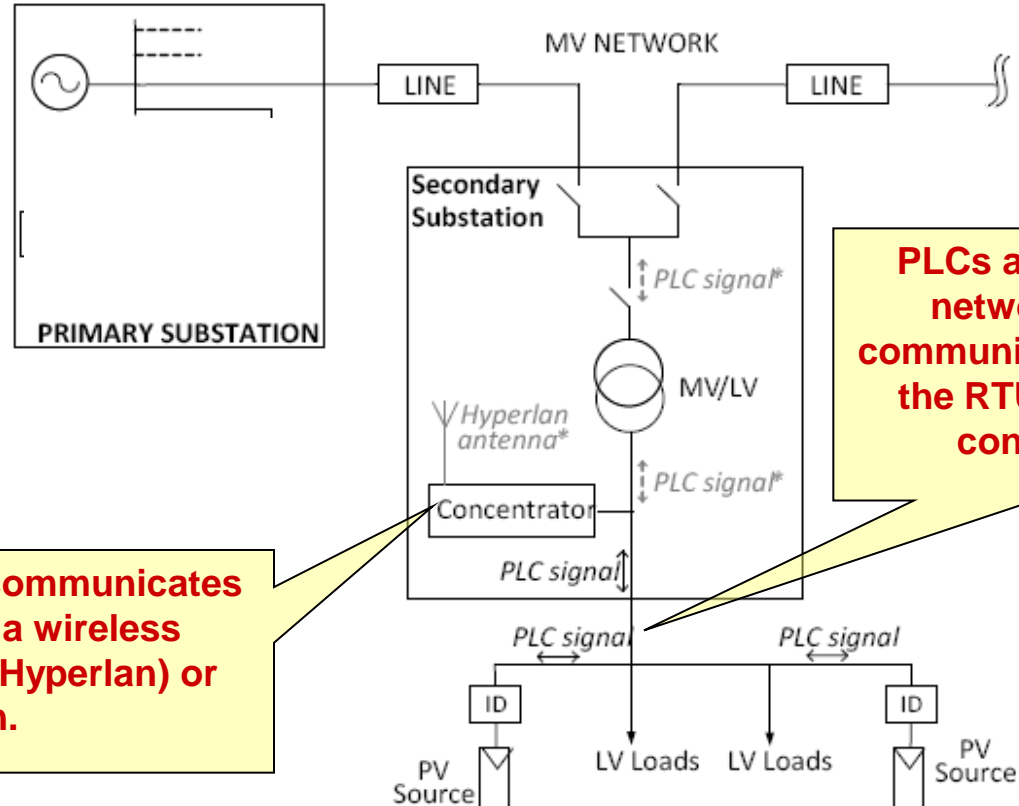 MV NETWORK
LINE
LINE
PRIMARY SUBSTATION
Secondary
Substation
PLC signal*
MV/LV
Hyperlan
antenna*
PLC signal*
Concentrator
PLC signal
PLCs a
netw
communi
the RTU
con
ommunicates
a wireless
Hyperlan) or
PLC signal
PLC signal
ID
ID
LV Loads
LV Loads
PV
Source
PV
Source